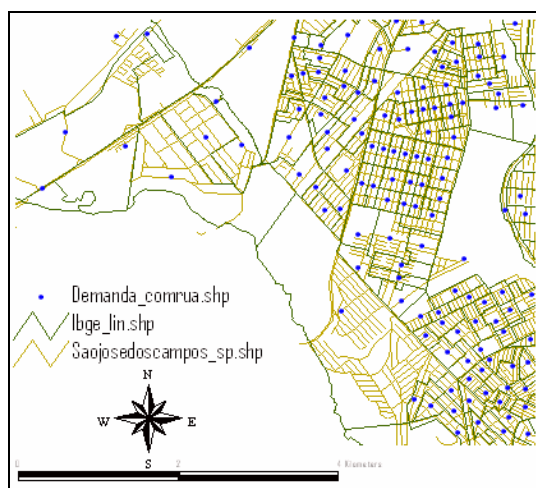 Demanda_comrua.shp
Ibge_lin.shp
Saojosedoscampos_sp.shp
N
W E
S
0 2 4 Kilometers